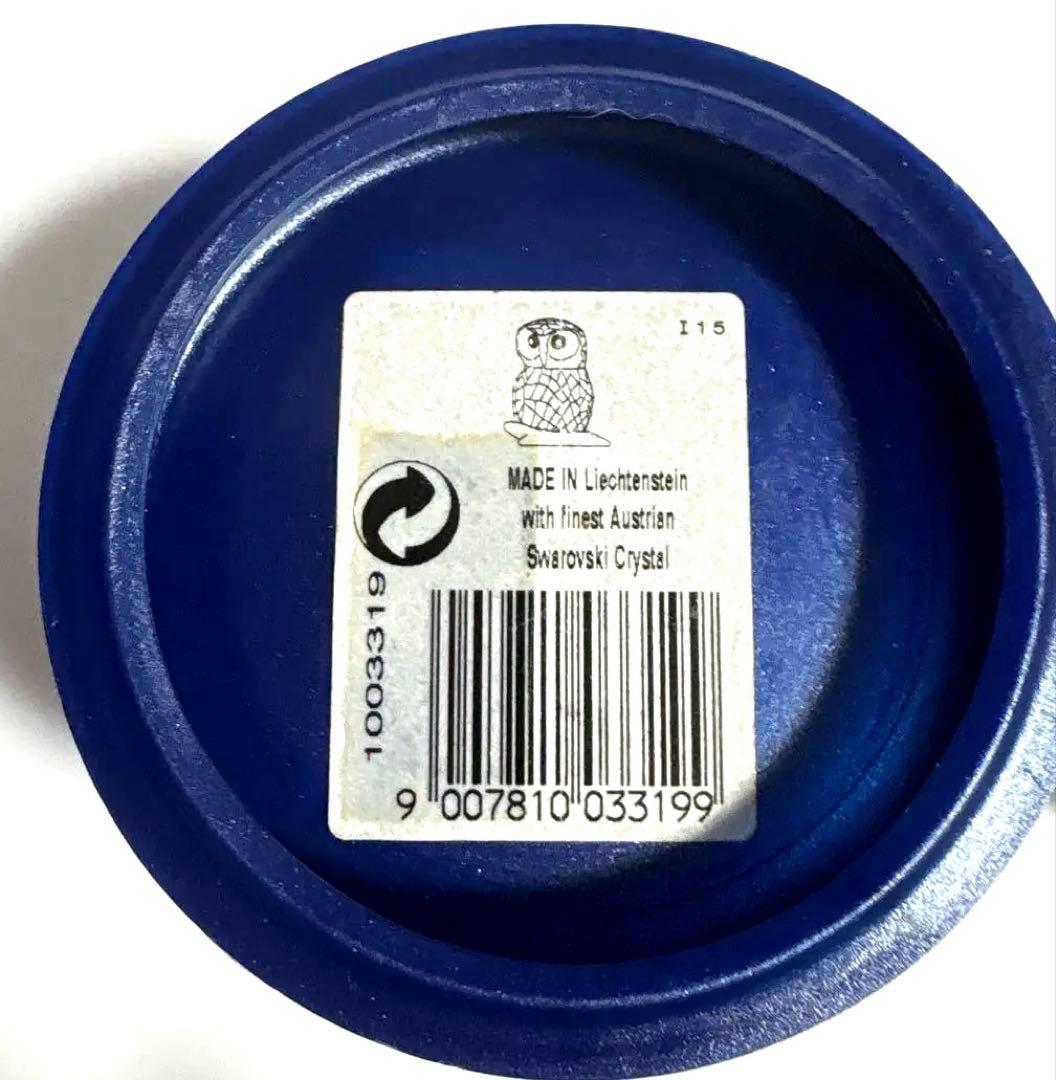 I15
MADE IN Liechtenstein
with finest Austrian
Swarovski Crystal
1003319
9 007810 033199